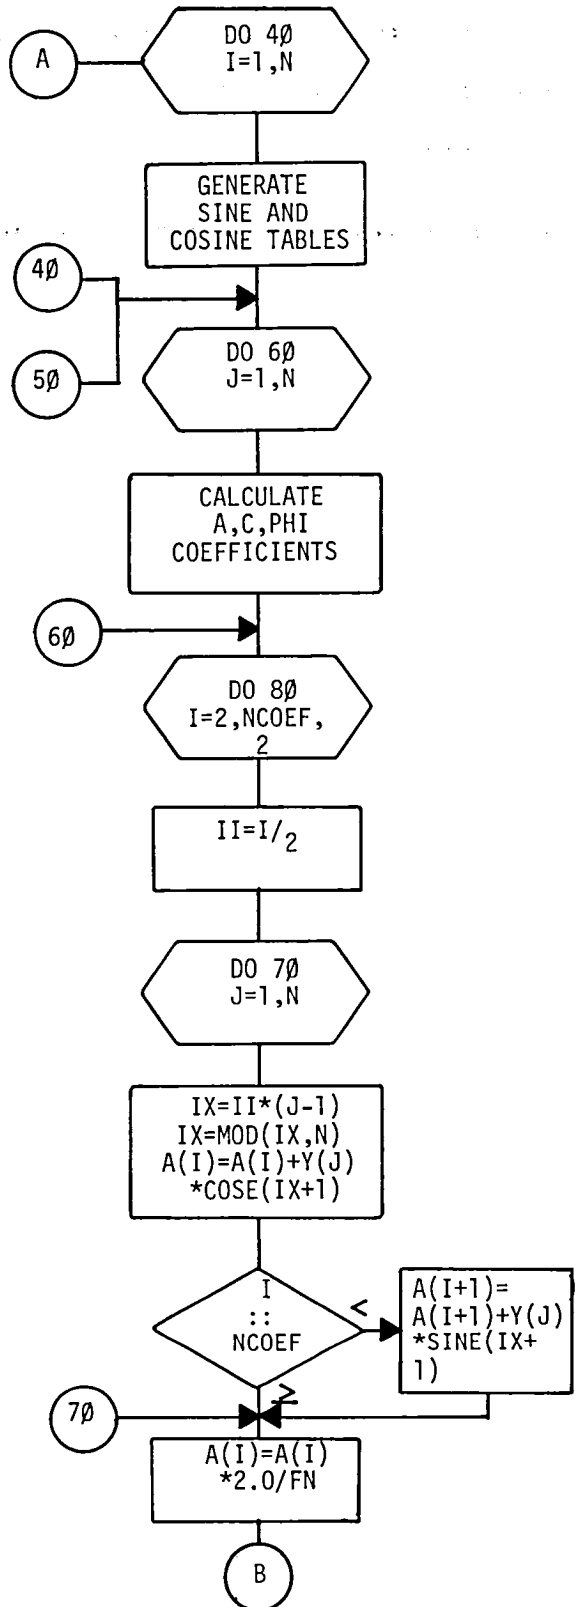 A
DO 4Ø
I=1,N
GENERATE
SINE AND
COSINE TABLES
4Ø
5Ø
DO 6Ø
J=1,N
CALCULATE
A,C,PHI
COEFFICIENTS
6Ø
DO 8Ø
I=2,NCOEF,
2
II=I/2
DO 7Ø
J=1,N
IX=II*(J-1)
IX=MOD(IX,N)
A(I)=A(I)+Y(J)
*COSE(IX+1)
I
::
NCOEF
<
A(I+1)=
A(I+1)+Y(J)
*SINE(IX+
1)
≥
7Ø
A(I)=A(I)
*2.0/FN
B